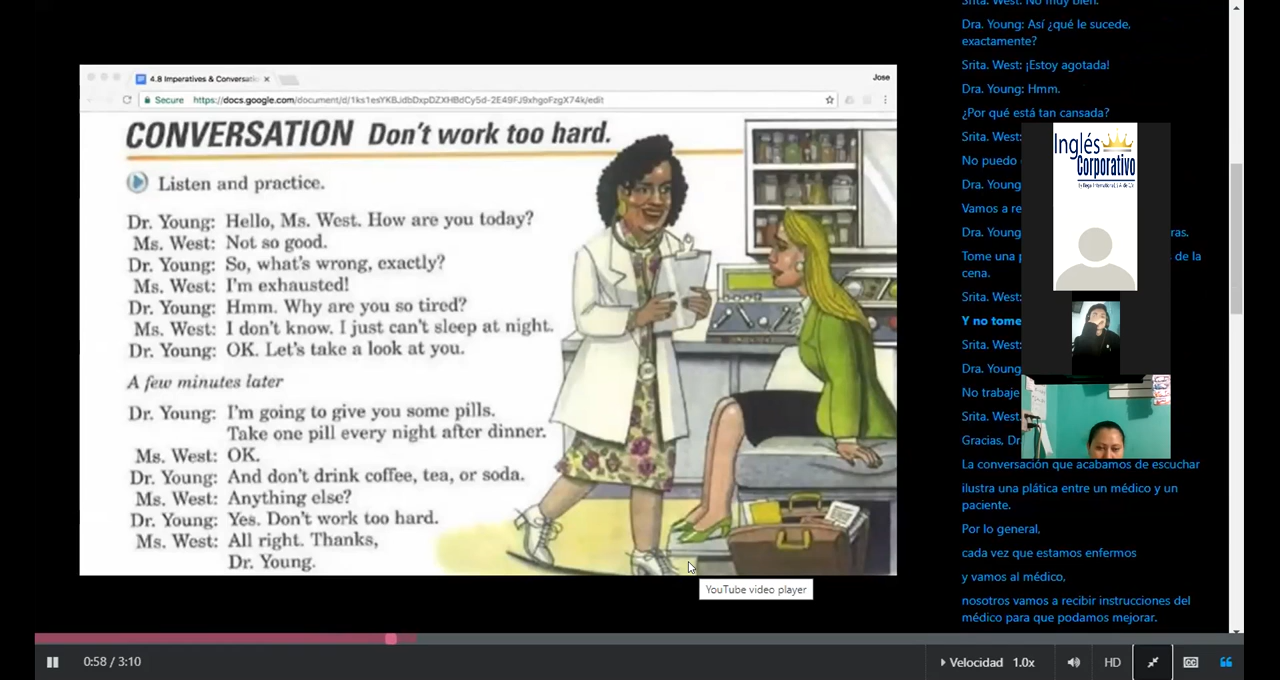 4.8 Imperatives & Conversati
Jose
Secure https://docs.google.com/document/d/1ks1esYKBJdbDxpDZXHBdCy5d-2E49FJ9xhgoFzgX74k/edit
CONVERSATION Don't work too hard.
Listen and practice.
Dr. Young: Hello, Ms. West. How are you today?
Ms. West: Not so good.
Dr. Young: So, what's wrong, exactly?
Ms. West: I'm exhausted!
Dr. Young: Hmm. Why are you so tired?
Ms. West: I don't know. I just can't sleep at night.
Dr. Young: OK. Let's take a look at you.
A few minutes later
Dr. Young: I'm going to give you some pills.
Take one pill every night after dinner.
Ms. West: OK.
Dr. Young: And don't drink coffee, tea, or soda.
Ms. West: Anything else?
Dr. Young: Yes. Don't work too hard.
Ms. West: All right. Thanks,
Dr. Young.
YouTube video player
Srita. West: No muy bien.
Dra. Young: Así ¿qué le sucede,
exactamente?
Srita. West: ¡Estoy agotada!
Dra. Young: Hmm.
¿Por qué está tan cansada?
Srita. West:
No puedo
Dra. Young
Vamos a re
Dra. Young
ras.
Tome una
de la
cena.
Srita. West:
Y no tome
Srita. West:
Dra. Young
No trabaje
Srita. West
Gracias, Dr
La conversación que acabamos de escuchar
ilustra una plática entre un médico y un
paciente.
Por lo general,
cada vez que estamos enfermos
y vamos al médico,
nosotros vamos a recibir instrucciones del
médico para que podamos mejorar.
Inglés
Corporativo
0:58 / 3:10
Velocidad 1.0x
HD